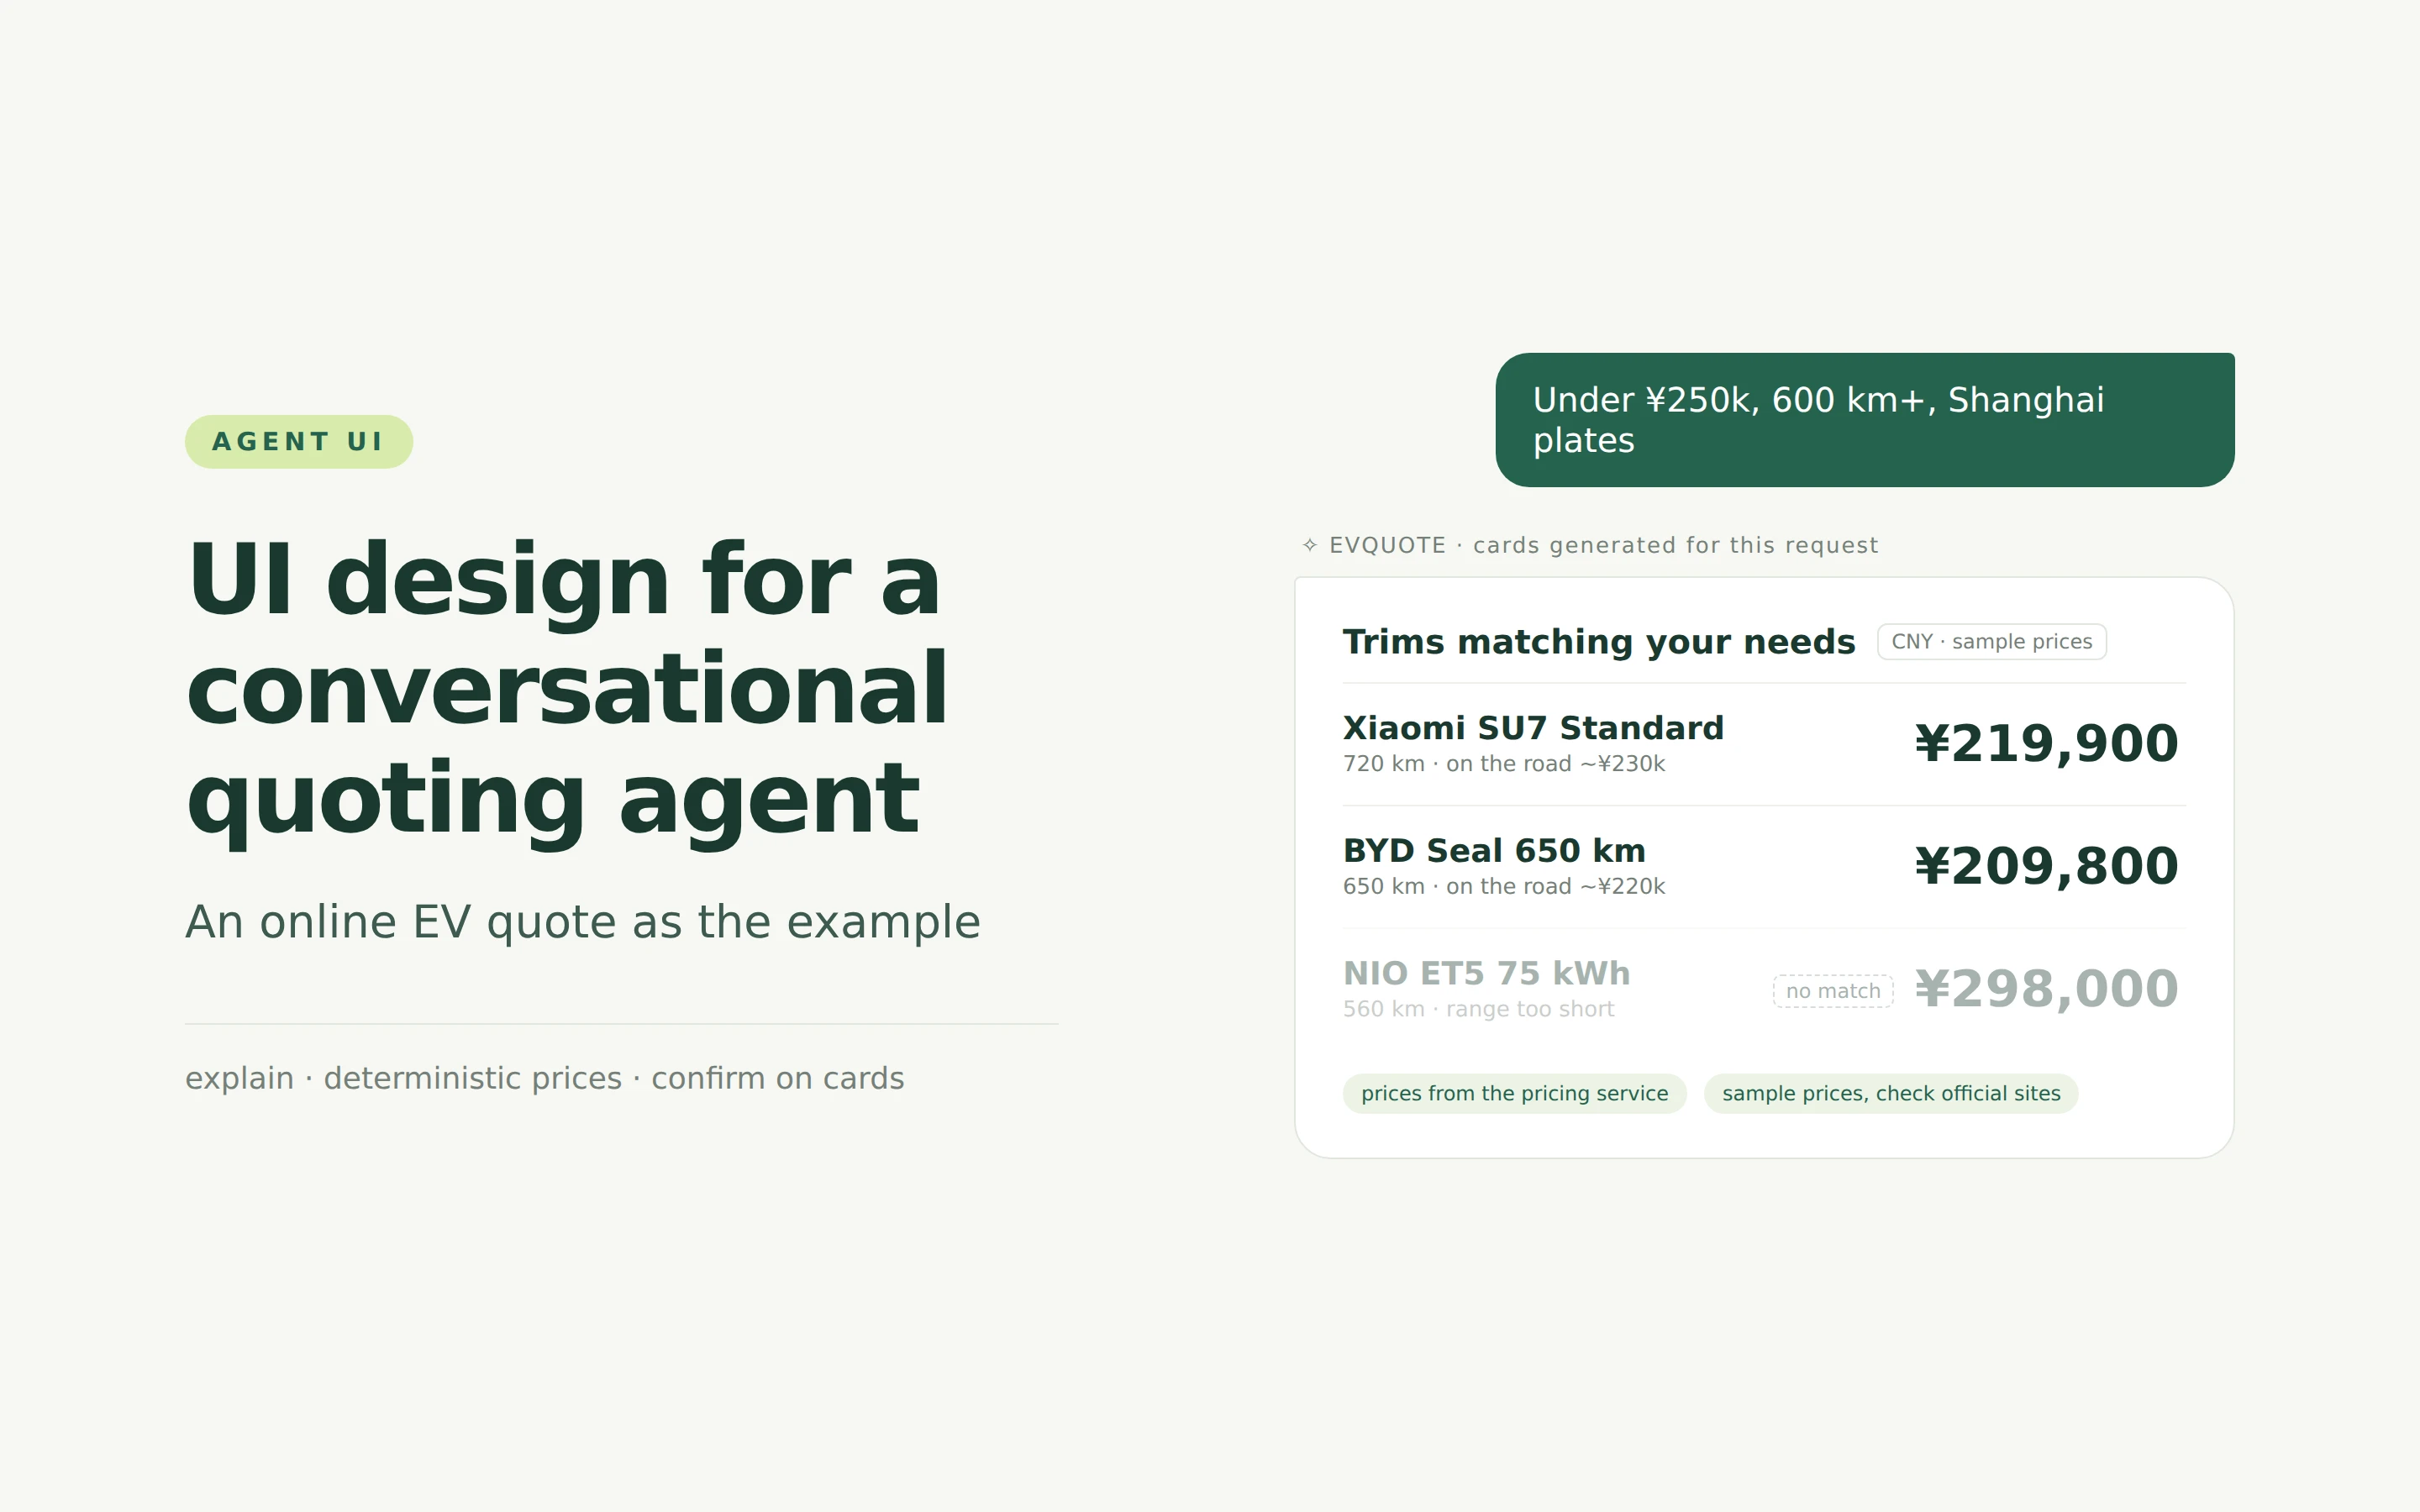 AGENT UI
UI design for a
conversational
quoting agent
An online EV quote as the example
explain · deterministic prices · confirm on cards
Under ¥250k, 600 km+, Shanghai
plates
✧ EVQUOTE · cards generated for this request
Trims matching your needs CNY · sample prices
Xiaomi SU7 Standard
720 km · on the road ~¥230k
¥219,900
BYD Seal 650 km
650 km · on the road ~¥220k
¥209,800
NIO ET5 75 kWh
560 km · range too short
no match ¥298,000
prices from the pricing service sample prices, check official sites